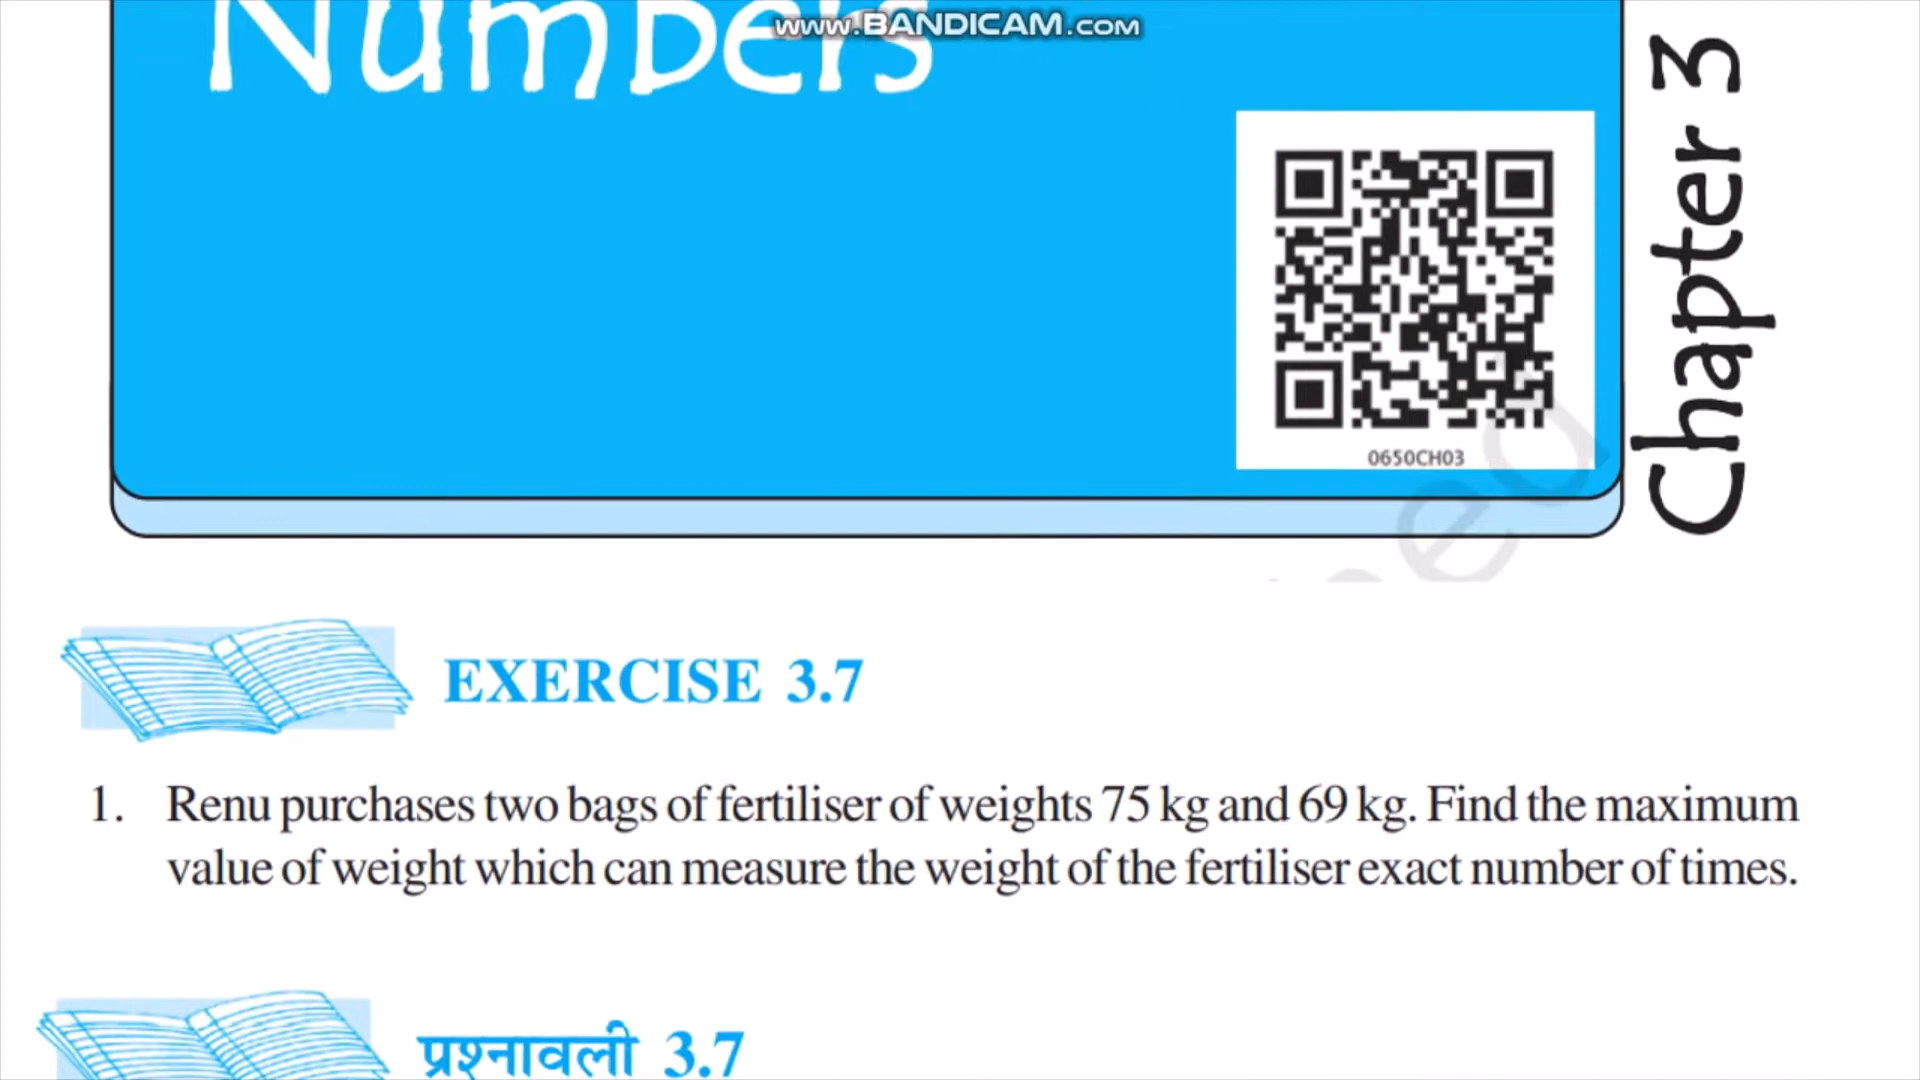 Numbers
www.BANDICAM.com
Chapter 3
0650CH03
EXERCISE 3.7
1. Renu purchases two bags of fertiliser of weights 75 kg and 69 kg. Find the maximum
value of weight which can measure the weight of the fertiliser exact number of times.
प्रश्नावली 3.7